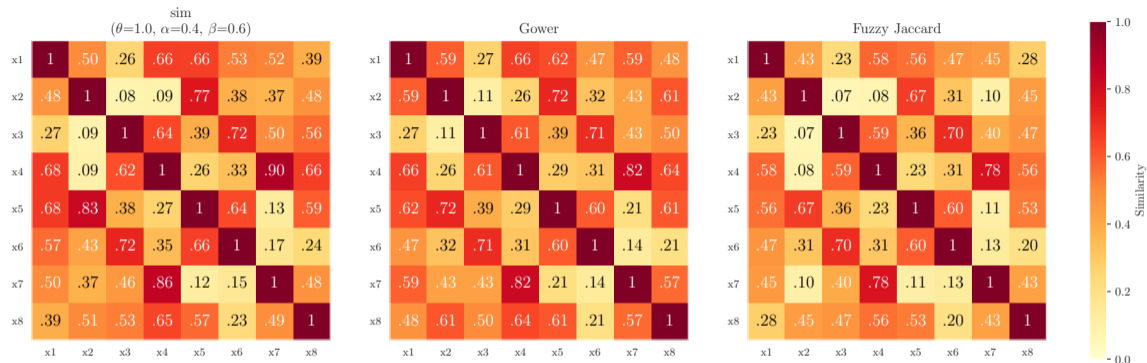 sim
(θ=1.0, α=0.4, β=0.6)
Gower
Fuzzy Jaccard
x1 1 .50 .26 .66 .66 .53 .52 .39
x2 .48 1 .08 .09 .77 .38 .37 .48
x3 .27 .09 1 .64 .39 .72 .50 .56
x4 .68 .09 .62 1 .26 .33 .90 .66
x5 .68 .83 .38 .27 1 .64 .13 .59
x6 .57 .43 .72 .35 .66 1 .17 .24
x7 .50 .37 .46 .86 .12 .15 1 .48
x8 .39 .51 .53 .65 .57 .23 .49 1
x1 x2 x3 x4 x5 x6 x7 x8
x1 1 .59 .27 .66 .62 .47 .59 .48
x2 .59 1 .11 .26 .72 .32 .43 .61
x3 .27 .11 1 .61 .39 .71 .43 .50
x4 .66 .26 .61 1 .29 .31 .82 .64
x5 .62 .72 .39 .29 1 .60 .21 .61
x6 .47 .32 .71 .31 .60 1 .14 .21
x7 .59 .43 .43 .82 .21 .14 1 .57
x8 .48 .61 .50 .64 .61 .21 .57 1
x1 x2 x3 x4 x5 x6 x7 x8
x1 1 .43 .23 .58 .56 .47 .45 .28
x2 .43 1 .07 .08 .67 .31 .10 .45
x3 .23 .07 1 .59 .36 .70 .40 .47
x4 .58 .08 .59 1 .23 .31 .78 .56
x5 .56 .67 .36 .23 1 .60 .11 .53
x6 .47 .31 .70 .31 .60 1 .13 .20
x7 .45 .10 .40 .78 .11 .13 1 .43
x8 .28 .45 .47 .56 .53 .20 .43 1
x1 x2 x3 x4 x5 x6 x7 x8
1.0
0.8
0.6
0.4
0.2
0.0
Similarity